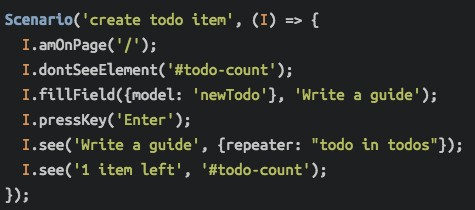 Scenario('create todo item', (I) => {
  I.amOnPage('/');
  I.dontSeeElement('#todo-count');
  I.fillField({model: 'newTodo'}, 'Write a guide');
  I.pressKey('Enter');
  I.see('Write a guide', {repeater: "todo in todos"});
  I.see('1 item left', '#todo-count');
});